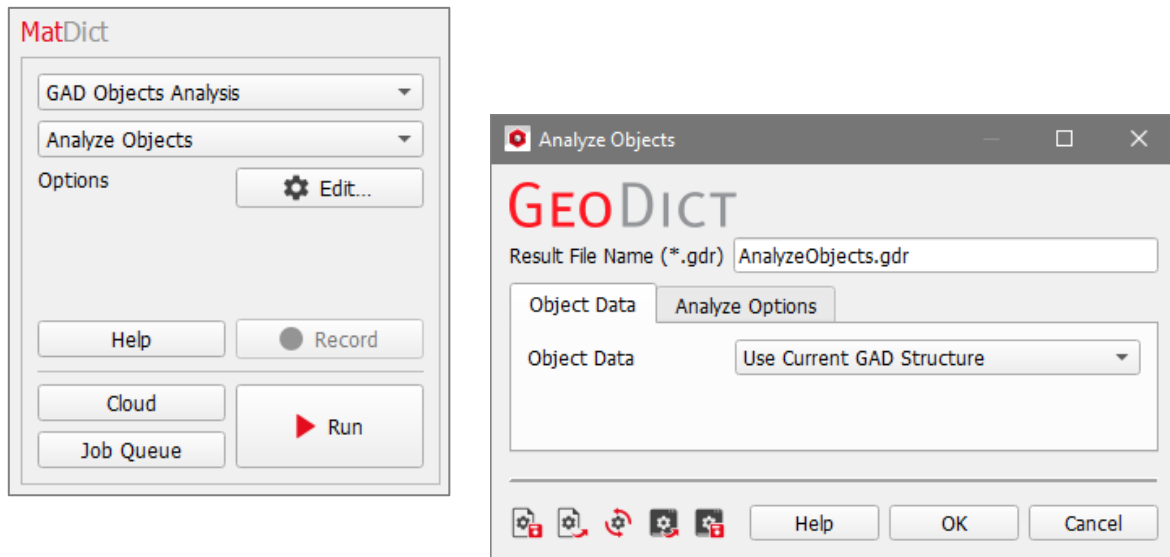 MatDict
GAD Objects Analysis
Analyze Objects
Options
Edit...
Help
Record
Cloud
Job Queue
Run
Analyze Objects
GEODICT
Result File Name (*.gdr) AnalyzeObjects.gdr
Object Data Analyze Options
Object Data Use Current GAD Structure
Help OK Cancel